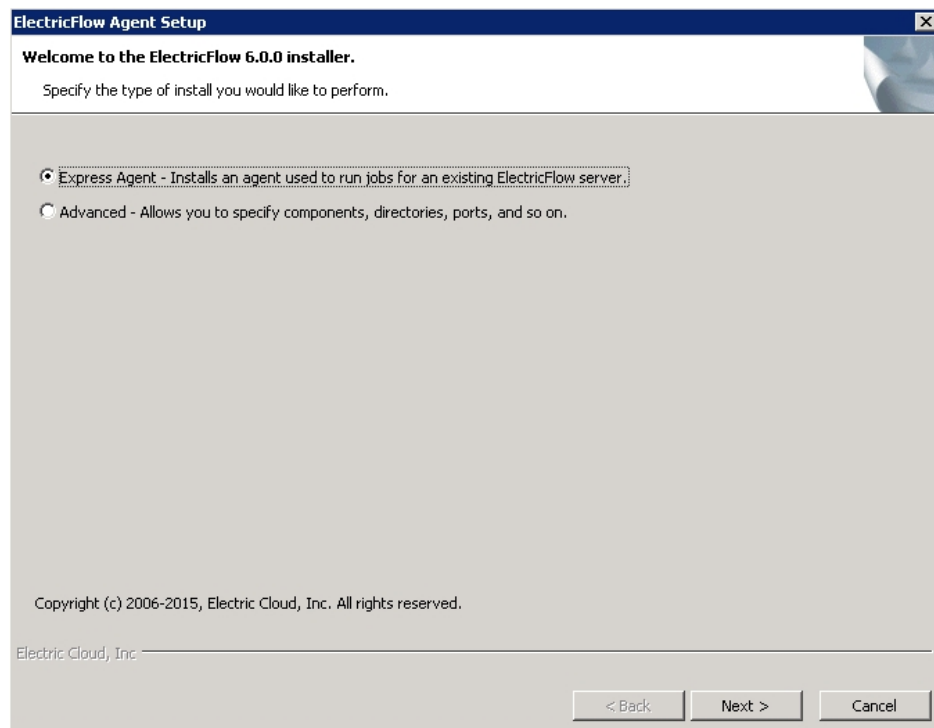 ElectricFlow Agent Setup
Welcome to the ElectricFlow 6.0.0 installer.
Specify the type of install you would like to perform.
Express Agent - Installs an agent used to run jobs for an existing ElectricFlow server.
Advanced - Allows you to specify components, directories, ports, and so on.
Copyright (c) 2006-2015, Electric Cloud, Inc. All rights reserved.
Electric Cloud, Inc
< Back Next > Cancel